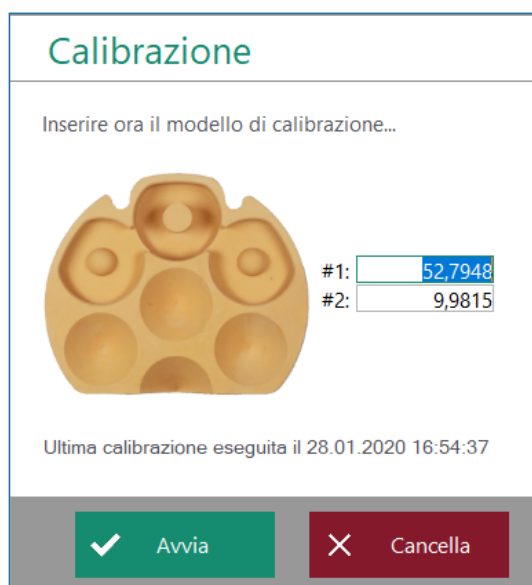 Calibrazione
Inserire ora il modello di calibrazione...
#1: 52,7948
#2: 9,9815
Ultima calibrazione eseguita il 28.01.2020 16:54:37
Avvia Cancella